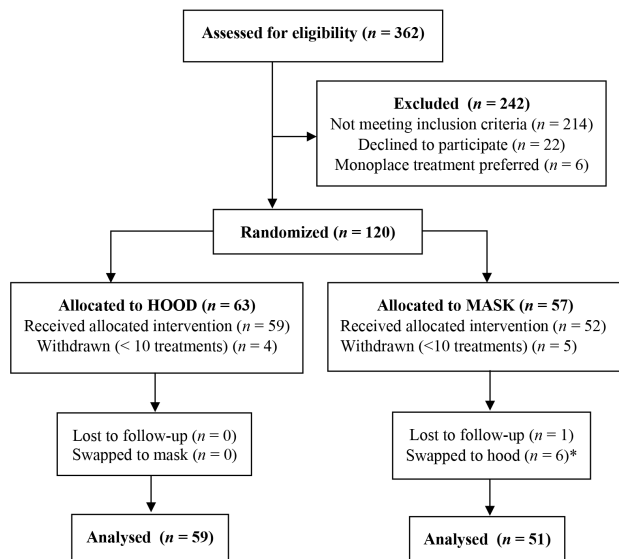 Assessed for eligibility (n = 362)
Excluded (n = 242)
Not meeting inclusion criteria (n = 214)
Declined to participate (n = 22)
Monoplace treatment preferred (n = 6)
Randomized (n = 120)
Allocated to HOOD (n = 63)
Received allocated intervention (n = 59)
Withdrawn (< 10 treatments) (n = 4)
Allocated to MASK (n = 57)
Received allocated intervention (n = 52)
Withdrawn (<10 treatments) (n = 5)
Lost to follow-up (n = 0)
Swapped to mask (n = 0)
Lost to follow-up (n = 1)
Swapped to hood (n = 6)*
Analysed (n = 59)
Analysed (n = 51)